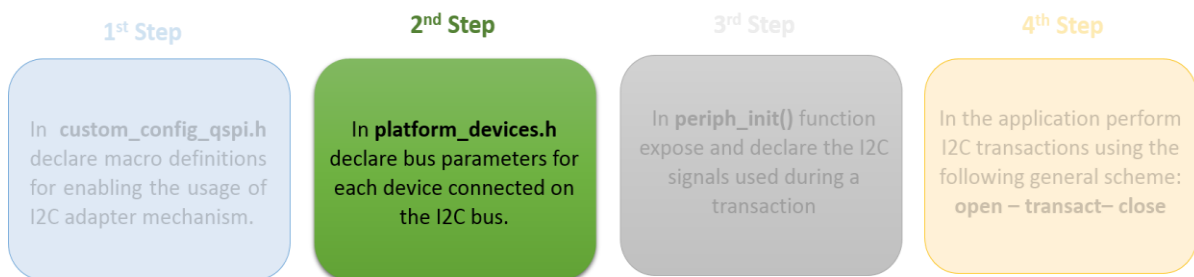 1st Step
In custom_config_qspi.h
declare macro definitions
for enabling the usage of
I2C adapter mechanism.
2nd Step
In platform_devices.h
declare bus parameters for
each device connected on
the I2C bus.
3rd Step
In periph_init() function
expose and declare the I2C
signals used during a
transaction
4th Step
In the application perform
I2C transactions using the
following general scheme:
open – transact– close